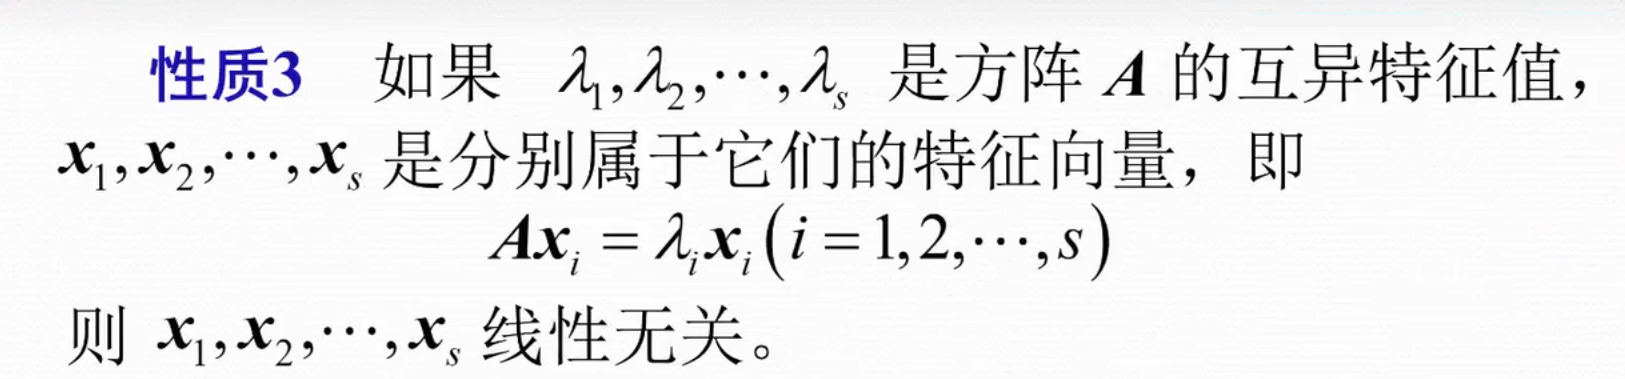 性质3 如果 λ₁,λ₂,⋯,λₛ 是方阵 A 的互异特征值，
x₁,x₂,⋯,xₛ 是分别属于它们的特征向量，即
Axᵢ = λᵢxᵢ(i=1,2,⋯,s)
则 x₁,x₂,⋯,xₛ 线性无关。